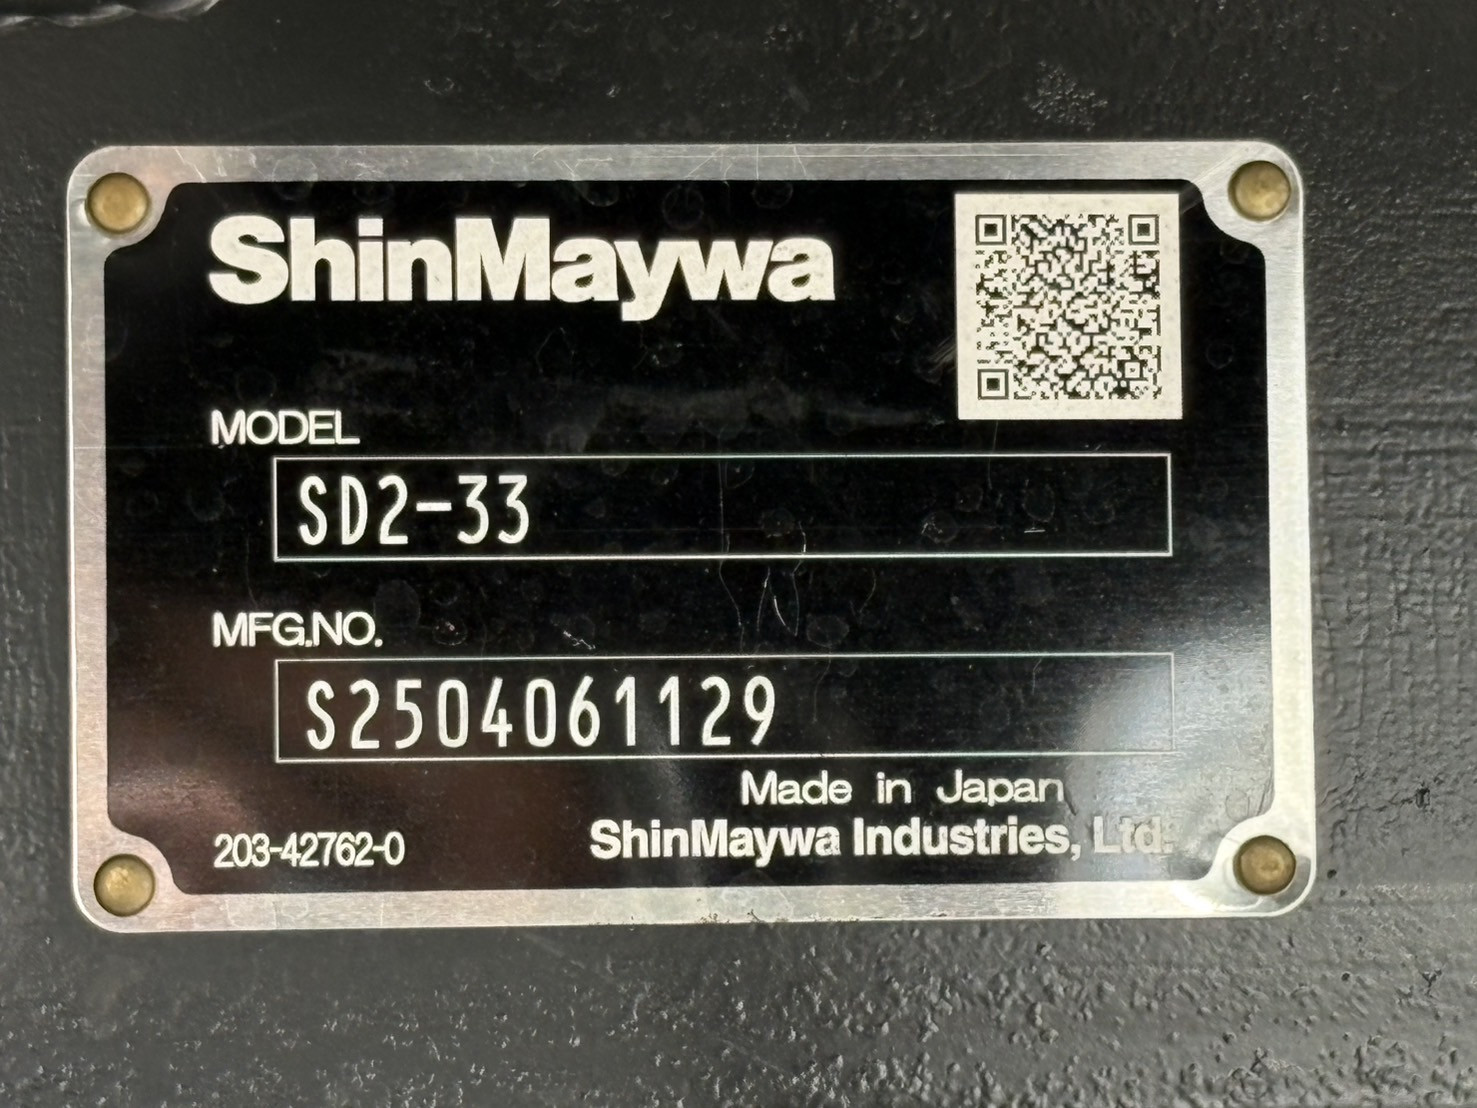 ShinMaywa
MODEL
SD2-33
MFG.NO.
S2504061129
Made in Japan
203-42762-0
ShinMaywa Industries, Ltd.